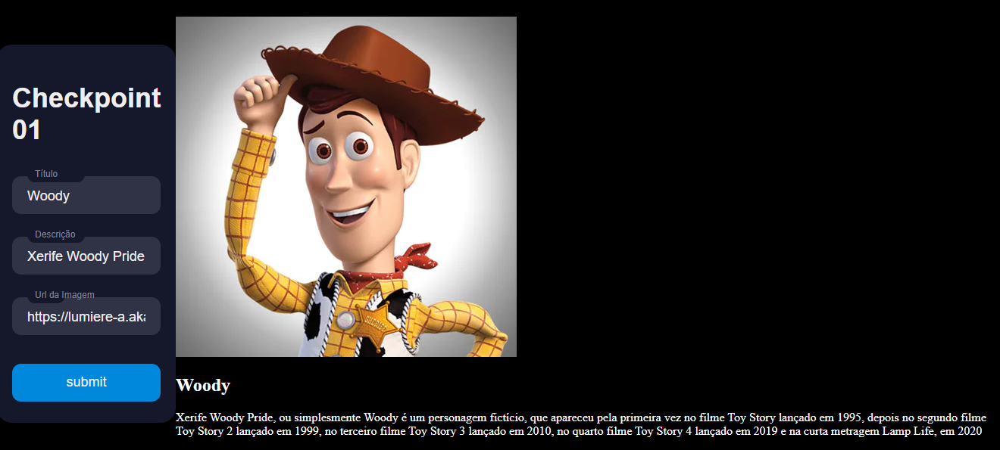 Checkpoint
01
Título
Woody
Descrição
Xerife Woody Pride
Url da Imagem
https://lumiere-a.aka
submit
Woody
Xerife Woody Pride, ou simplesmente Woody é um personagem fictício, que apareceu pela primeira vez no filme Toy Story lançado em 1995, depois no segundo filme
Toy Story 2 lançado em 1999, no terceiro filme Toy Story 3 lançado em 2010, no quarto filme Toy Story 4 lançado em 2019 e na curta metragem Lamp Life, em 2020